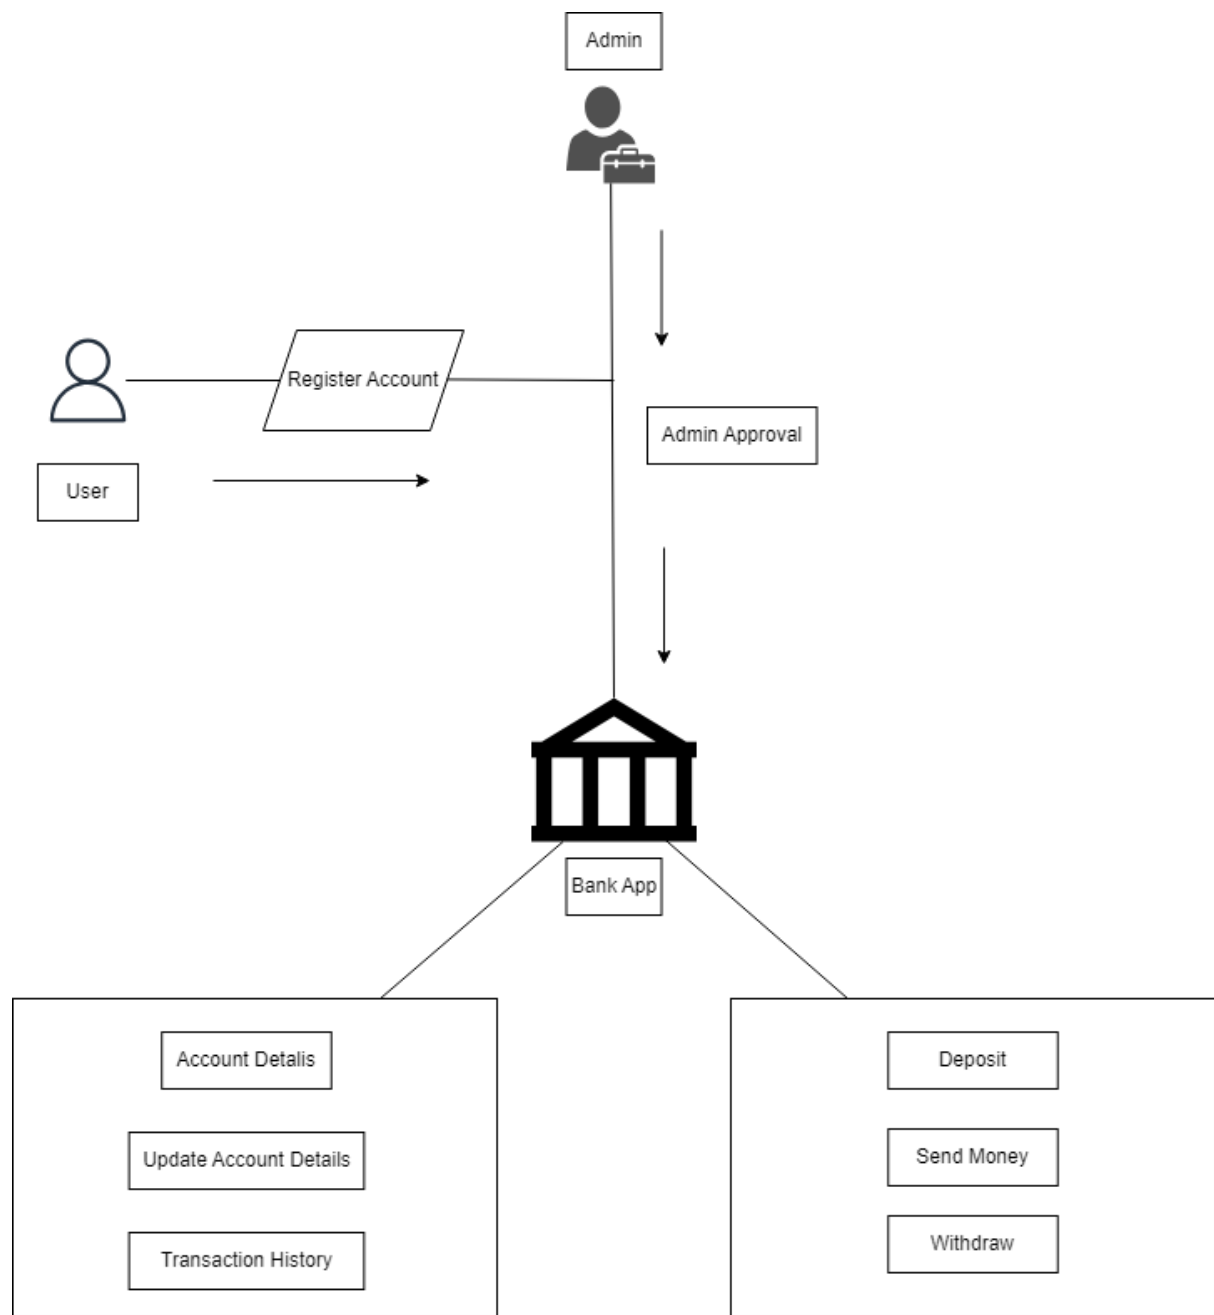 Admin
Register Account
Admin Approval
User
Bank App
Account Detalis
Update Account Details
Transaction History
Deposit
Send Money
Withdraw